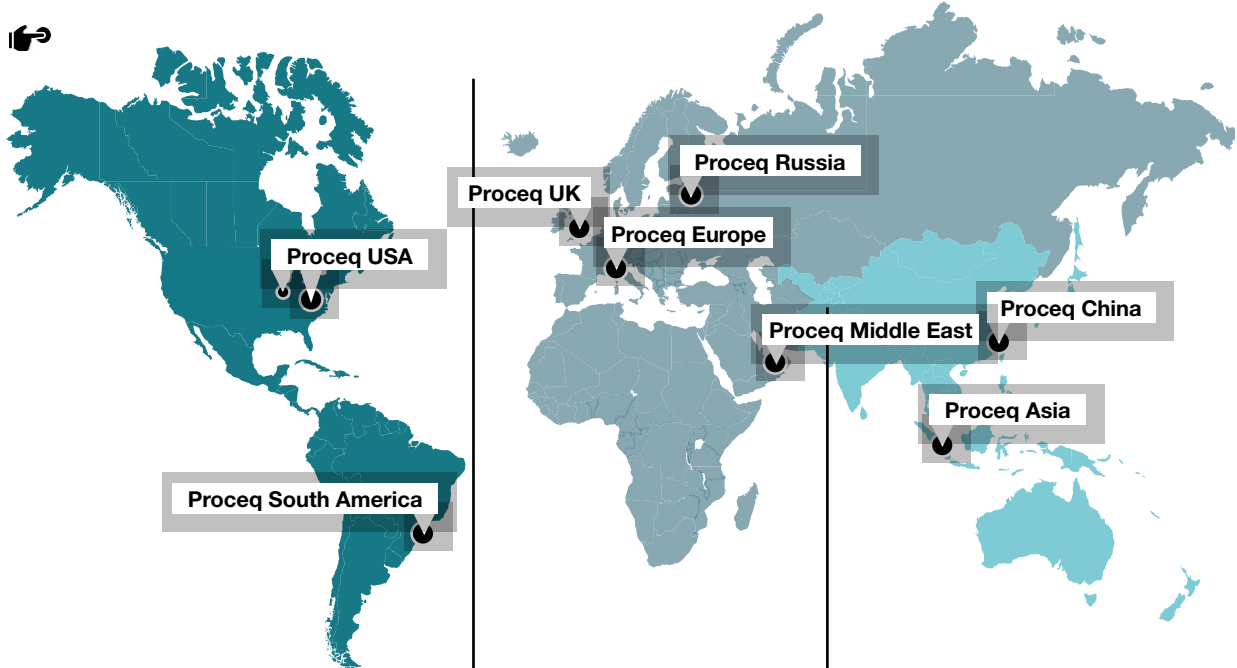 Proceq Russia
Proceq UK
Proceq Europe
Proceq USA
Proceq China
Proceq Middle East
Proceq Asia
Proceq South America